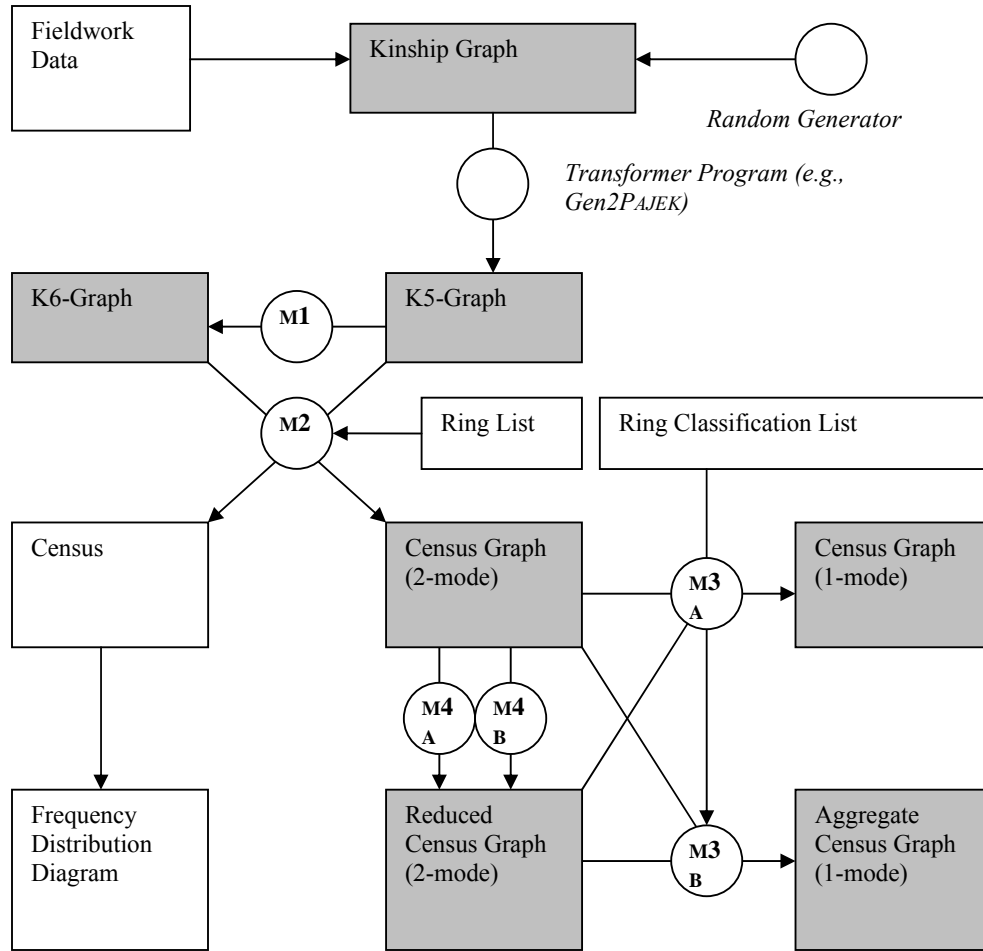 Fieldwork
Data
Kinship Graph
Random Generator
Transformer Program (e.g.,
Gen2PAJEK)
K6-Graph
M1
K5-Graph
M2
Ring List
Ring Classification List
Census
Census Graph
(2-mode)
M3
A
Census Graph
(1-mode)
M4
A
M4
B
Frequency
Distribution
Diagram
Reduced
Census Graph
(2-mode)
M3
B
Aggregate
Census Graph
(1-mode)